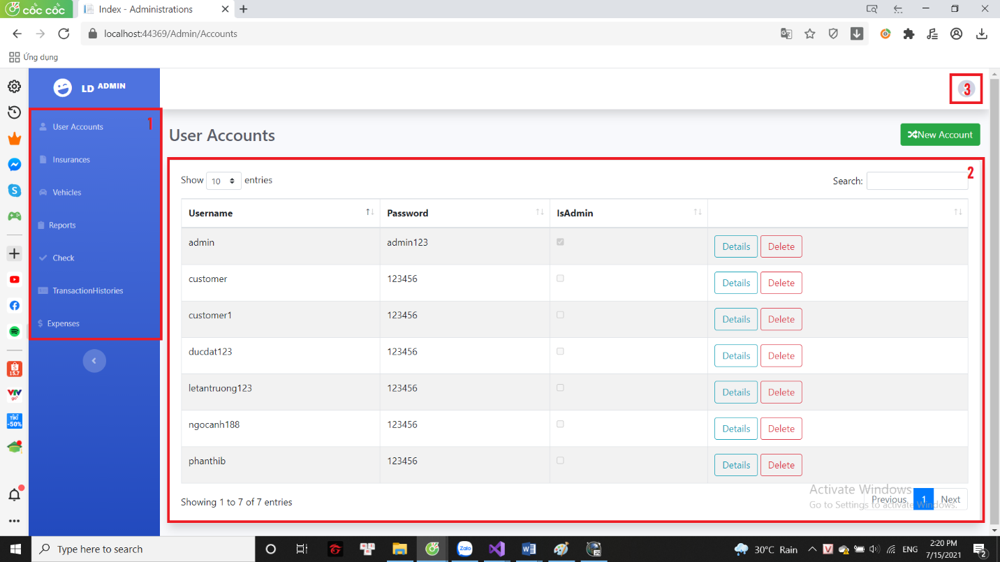 cốc cốc
Index - Administrations
localhost:44369/Admin/Accounts
Ứng dụng
LD ADMIN
3
1
User Accounts
Insurances
Vehicles
Reports
Check
TransactionHistories
Expenses
User Accounts
New Account
2
Show 10 entries
Search:
Username Password IsAdmin
admin admin123 Details Delete
customer 123456 Details Delete
customer1 123456 Details Delete
ducdat123 123456 Details Delete
letantruong123 123456 Details Delete
ngocanh188 123456 Details Delete
phanthib 123456 Details Delete
Showing 1 to 7 of 7 entries
Previous 1 Next
Activate Windows
Go to Settings to activate Windows.
15.7
VTV
go
TIKI
-50%
Type here to search
Zalo
30°C Rain
V
ENG
2:20 PM
7/15/2021
2